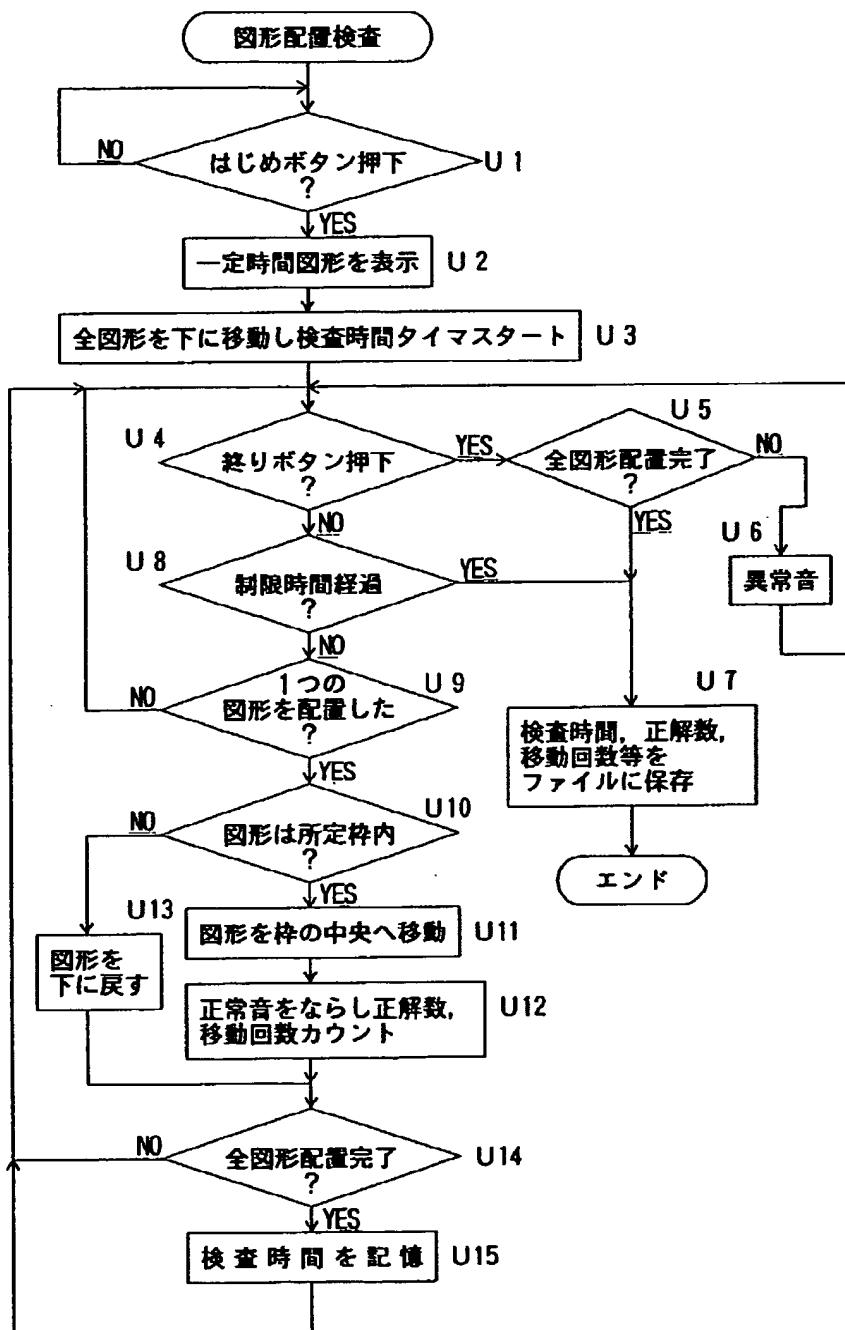 図形配置検査
NO
はじめボタン押下
?
U1
YES
一定時間図形を表示
U2
全図形を下に移動し検査時間タイマスタート
U3
U4
終りボタン押下
?
YES
U5
全図形配置完了
?
NO
NO
YES
U6
異常音
U8
制限時間経過
?
YES
NO
1つの
図形を配置した
?
U9
NO
YES
U7
検査時間,正解数,
移動回数等を
ファイルに保存
エンド
U10
図形は所定枠内
?
NO
YES
U13
図形を
下に戻す
図形を枠の中央へ移動
U11
正常音をならし正解数,
移動回数カウント
U12
NO
全図形配置完了
?
U14
YES
検査時間を記憶
U15